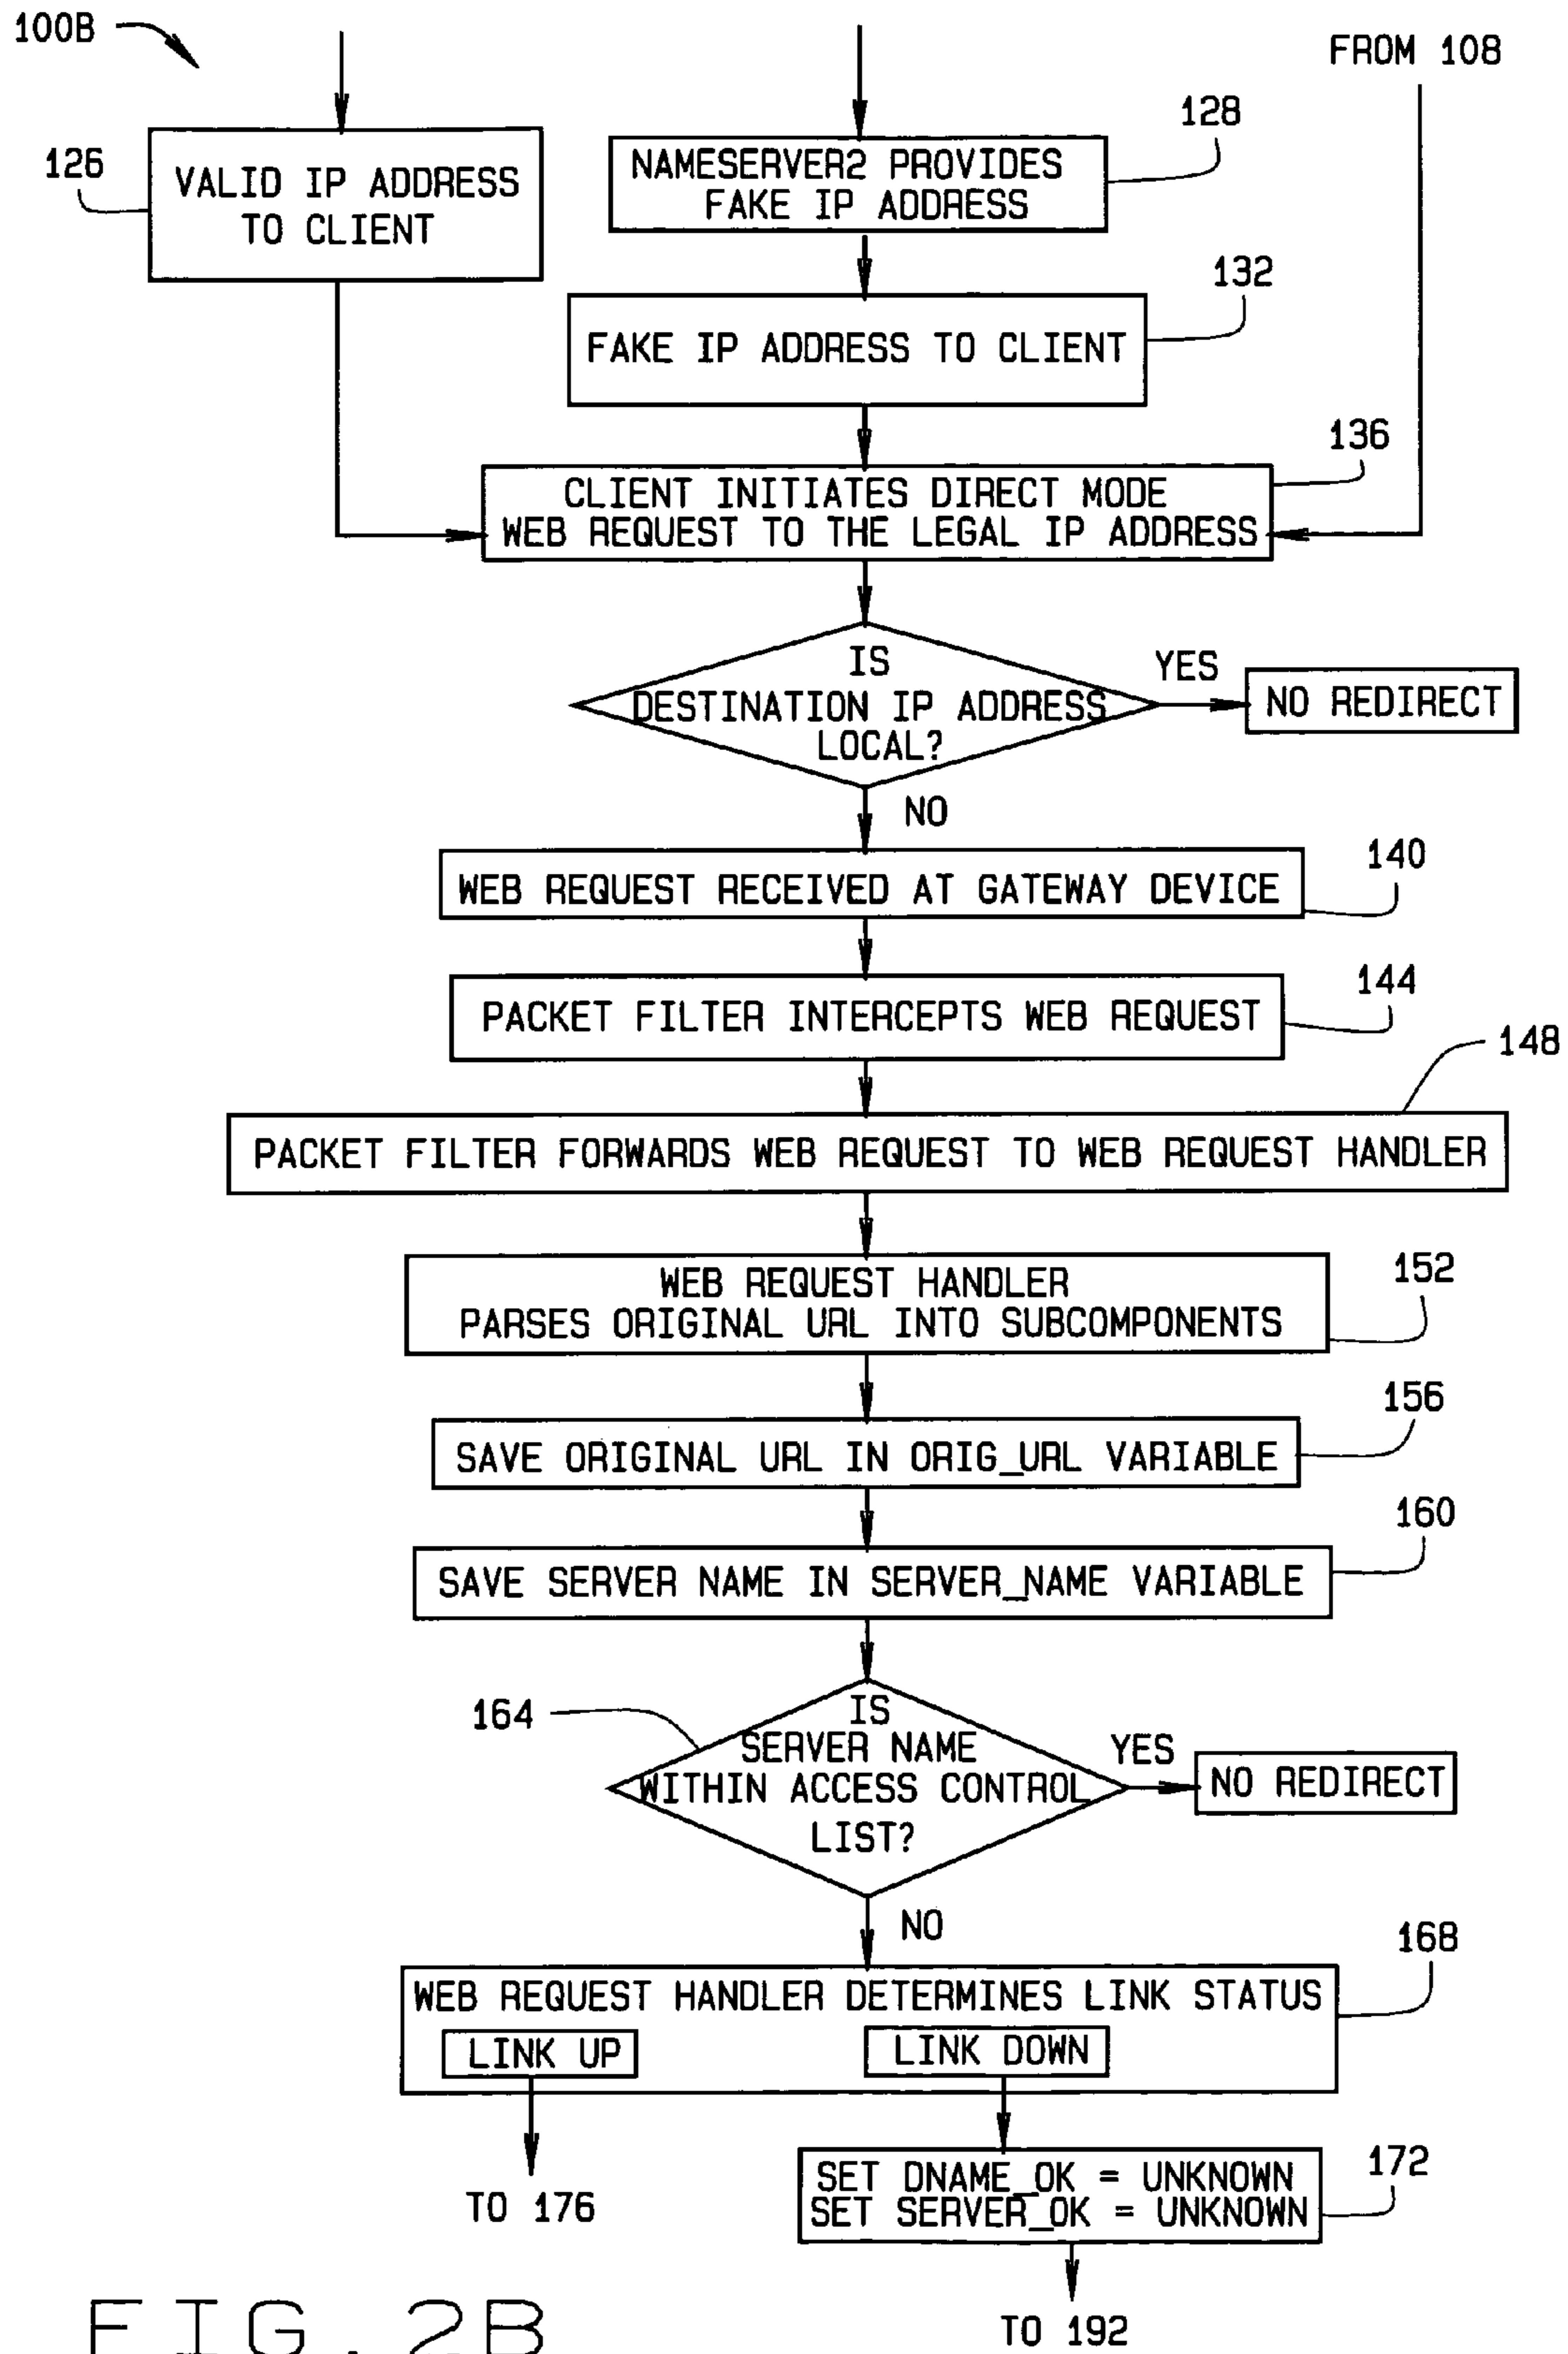 100B
FROM 108
126
VALID IP ADDRESS
TO CLIENT
128
NAMESERVER2 PROVIDES
FAKE IP ADDRESS
132
FAKE IP ADDRESS TO CLIENT
136
CLIENT INITIATES DIRECT MODE
WEB REQUEST TO THE LEGAL IP ADDRESS
IS
DESTINATION IP ADDRESS
LOCAL?
YES
NO REDIRECT
NO
140
WEB REQUEST RECEIVED AT GATEWAY DEVICE
144
PACKET FILTER INTERCEPTS WEB REQUEST
148
PACKET FILTER FORWARDS WEB REQUEST TO WEB REQUEST HANDLER
152
WEB REQUEST HANDLER
PARSES ORIGINAL URL INTO SUBCOMPONENTS
156
SAVE ORIGINAL URL IN ORIG_URL VARIABLE
160
SAVE SERVER NAME IN SERVER_NAME VARIABLE
164
IS
SERVER NAME
WITHIN ACCESS CONTROL
LIST?
YES
NO REDIRECT
NO
168
WEB REQUEST HANDLER DETERMINES LINK STATUS
LINK UP
LINK DOWN
TO 176
172
SET DNAME_OK = UNKNOWN
SET SERVER_OK = UNKNOWN
TO 192
FIG. 2B